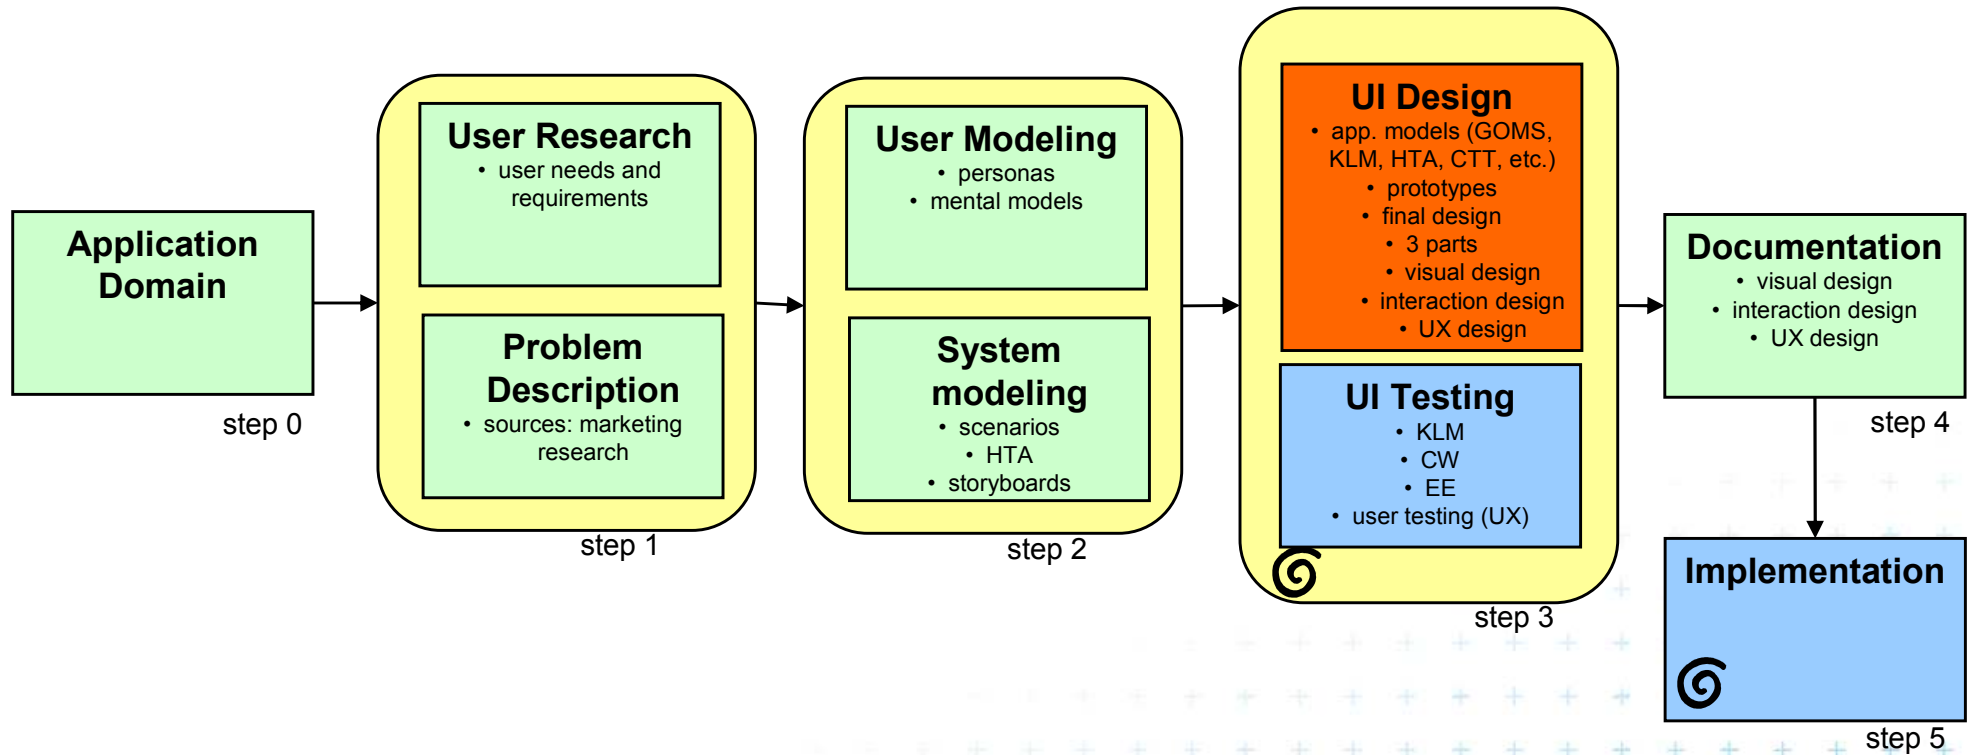 Application
Domain
step 0
User Research
• user needs and
requirements
Problem
Description
• sources: marketing
research
step 1
User Modeling
• personas
• mental models
System
modeling
• scenarios
• HTA
• storyboards
step 2
UI Design
• app. models (GOMS,
KLM, HTA, CTT, etc.)
• prototypes
• final design
• 3 parts
• visual design
• interaction design
• UX design
UI Testing
• KLM
• CW
• EE
• user testing (UX)
step 3
Documentation
• visual design
• interaction design
• UX design
step 4
Implementation
step 5